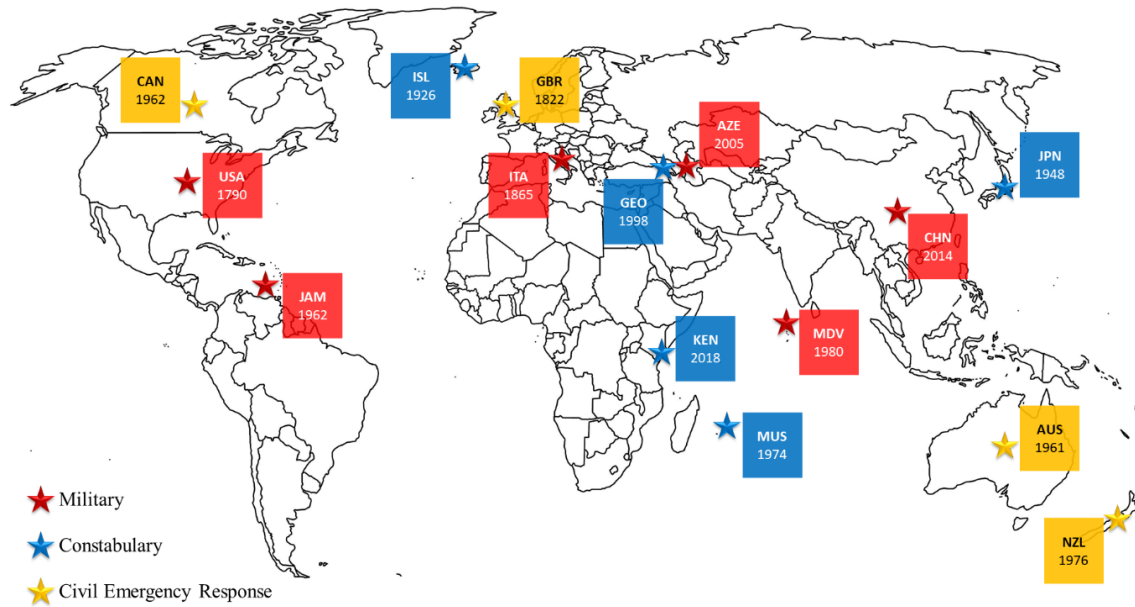 CAN
1962
ISL
1926
GBR
1822
AZE
2005
JPN
1948
USA
1790
ITA
1865
GEO
1998
CHN
2014
JAM
1962
KEN
2018
MDV
1980
MUS
1974
AUS
1961
NZL
1976
Military
Constabulary
Civil Emergency Response